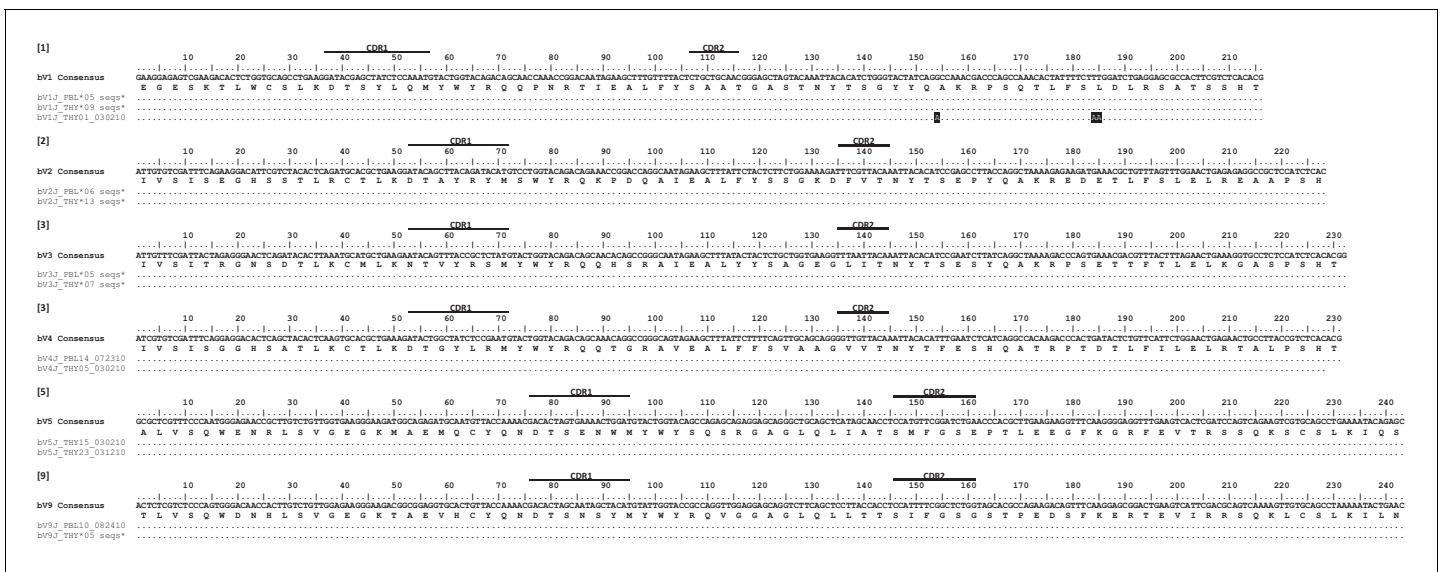 [1]
CDR1 CDR2
10 20 30 40 50 60 70 80 90 100 110 120 130 140 150 160 170 180 190 200 210
bV1 Consensus GAAGGAGAGTCGAAGACACTCTGGTGCAGCCTGAAGGATACGAGCTATCTCCAAATGTACTGGTACAGACAGCAACCAAACCGGACAATAGAAGCTTTGTTTTACTCTGCTGCAACGGGAGCTAGTACAAATTACACATCTGGGTACTATCAGGCCAAACGACCCAGCCAAACACTATTTTCTTTGGATCTGAGGAGCGCCACTTCGTCTCACACG
E G E S K T L W C S L K D T S Y L Q M Y W Y R Q Q P N R T I E A L F Y S A A T G A S T N Y T S G Y Y Q A K R P S Q T L F S L D L R S A T S S H T
bV1J_PBL*05 seqs*
bV1J_THY*09 seqs*
bV1J_THY01_030210 A AA
[2]
CDR1 CDR2
10 20 30 40 50 60 70 80 90 100 110 120 130 140 150 160 170 180 190 200 210 220
bV2 Consensus ATTGTGTCGATTTCAGAAGGACATTCGTCTACACTCAGATGCACGCTGAAGGATACAGCTTACAGATACATGTCCTGGTACAGACAGAAACCGGACCAGGCAATAGAAGCTTTATTCTACTCTTCTGGAAAAGATTTCGTTACAAATTACACATCCGAGCCTTACCAGGCTAAAAGAGAAGATGAAACGCTGTTTAGTTTGGAACTGAGAGAGGCCGCTCCATCTCAC
I V S I S E G H S S T L R C T L K D T A Y R Y M S W Y R Q K P D Q A I E A L F Y S S G K D F V T N Y T S E P Y Q A K R E D E T L F S L E L R E A A P S H
bV2J_PBL*06 seqs*
bV2J_THY*13 seqs*
[3]
CDR1 CDR2
10 20 30 40 50 60 70 80 90 100 110 120 130 140 150 160 170 180 190 200 210 220 230
bV3 Consensus ATTGTTTCGATTACTAGAGGGAACTCAGATACACTTAAATGCATGCTGAAGAATACAGTTTACCGCTCTATGTACTGGTACAGACAGCAACACAGCCGGGCAATAGAAGCTTTATACTACTCTGCTGGTGAAGGTTTAATTACAAATTACACATCCGAATCTTATCAGGCTAAAAGACCCAGTGAAACGACGTTTACTTTAGAACTGAAAGGTGCCTCTCCATCTCACACGG
I V S I T R G N S D T L K C M L K N T V Y R S M Y W Y R Q Q H S R A I E A L Y Y S A G E G L I T N Y T S E S Y Q A K R P S E T T F T L E L K G A S P S H T
bV3J_PBL*05 seqs*
bV3J_THY*07 seqs*
[3]
CDR1 CDR2
10 20 30 40 50 60 70 80 90 100 110 120 130 140 150 160 170 180 190 200 210 220 230
bV4 Consensus ATCGTGTCGATTTCAGGAGGACACTCAGCTACACTCAAGTGCACGCTGAAAGATACTGGCTATCTCCGAATGTACTGGTACAGACAGCAAACAGGCCGGGCAGTAGAAGCTTTATTCTTTTCAGTTGCAGCAGGGGTTGTTACAAATTACACATTTGAATCTCATCAGGCCACAAGACCCACTGATACTCTGTTCATTCTGGAACTGAGAACTGCCTTACCGTCTCACACG
I V S I S G G H S A T L K C T L K D T G Y L R M Y W Y R Q Q T G R A V E A L F F S V A A G V V T N Y T F E S H Q A T R P T D T L F I L E L R T A L P S H T
bV4J_PBL14_072310
bV4J_THY05_030210
[5]
CDR1 CDR2
10 20 30 40 50 60 70 80 90 100 110 120 130 140 150 160 170 180 190 200 210 220 230 240
bV5 Consensus GCGCTCGTTTCCCAATGGGAGAACCGCTTGTCTGTTGGTGAAGGGAAGATGGCAGAGATGCAATGTTACCAAAACGACACTAGTGAAAACTGGATGTACTGGTACAGCCAGAGCAGAGGAGCAGGGCTGCAGCTCATAGCAACCTCCATGTTCGGATCTGAACCCACGCTTGAAGAAGGTTTCAAGGGGAGGTTTGAAGTCACTCGATCCAGTCAGAAGTCGTGCAGCCTGAAAATACAGAGC
A L V S Q W E N R L S V G E G K M A E M Q C Y Q N D T S E N W M Y W Y S Q S R G A G L Q L I A T S M F G S E P T L E E G F K G R F E V T R S S Q K S C S L K I Q S
bV5J_THY15_030210
bV5J_THY23_031210
[9]
CDR1 CDR2
10 20 30 40 50 60 70 80 90 100 110 120 130 140 150 160 170 180 190 200 210 220 230 240
bV9 Consensus ACTCTCGTCTCCCAGTGGGACAACCACTTGTCTGTTGGAGAAGGGAAGACGGCGGAGGTGCACTGTTACCAAAACGACACTAGCAATAGCTACATGTATTGGTACCGCCAGGTTGGAGGAGCAGGTCTTCAGCTCCTTACCACCTCCATTTTCGGCTCTGGTAGCACGCCAGAAGACAGTTTCAAGGAGCGGACTGAAGTCATTCGACGCAGTCAAAAGTTGTGCAGCCTAAAAATACTGAAC
T L V S Q W D N H L S V G E G K T A E V H C Y Q N D T S N S Y M Y W Y R Q V G G A G L Q L L T T S I F G S G S T P E D S F K E R T E V I R R S Q K L C S L K I L N
bV9J_PBL10_082410
bV9J_THY*05 seqs*